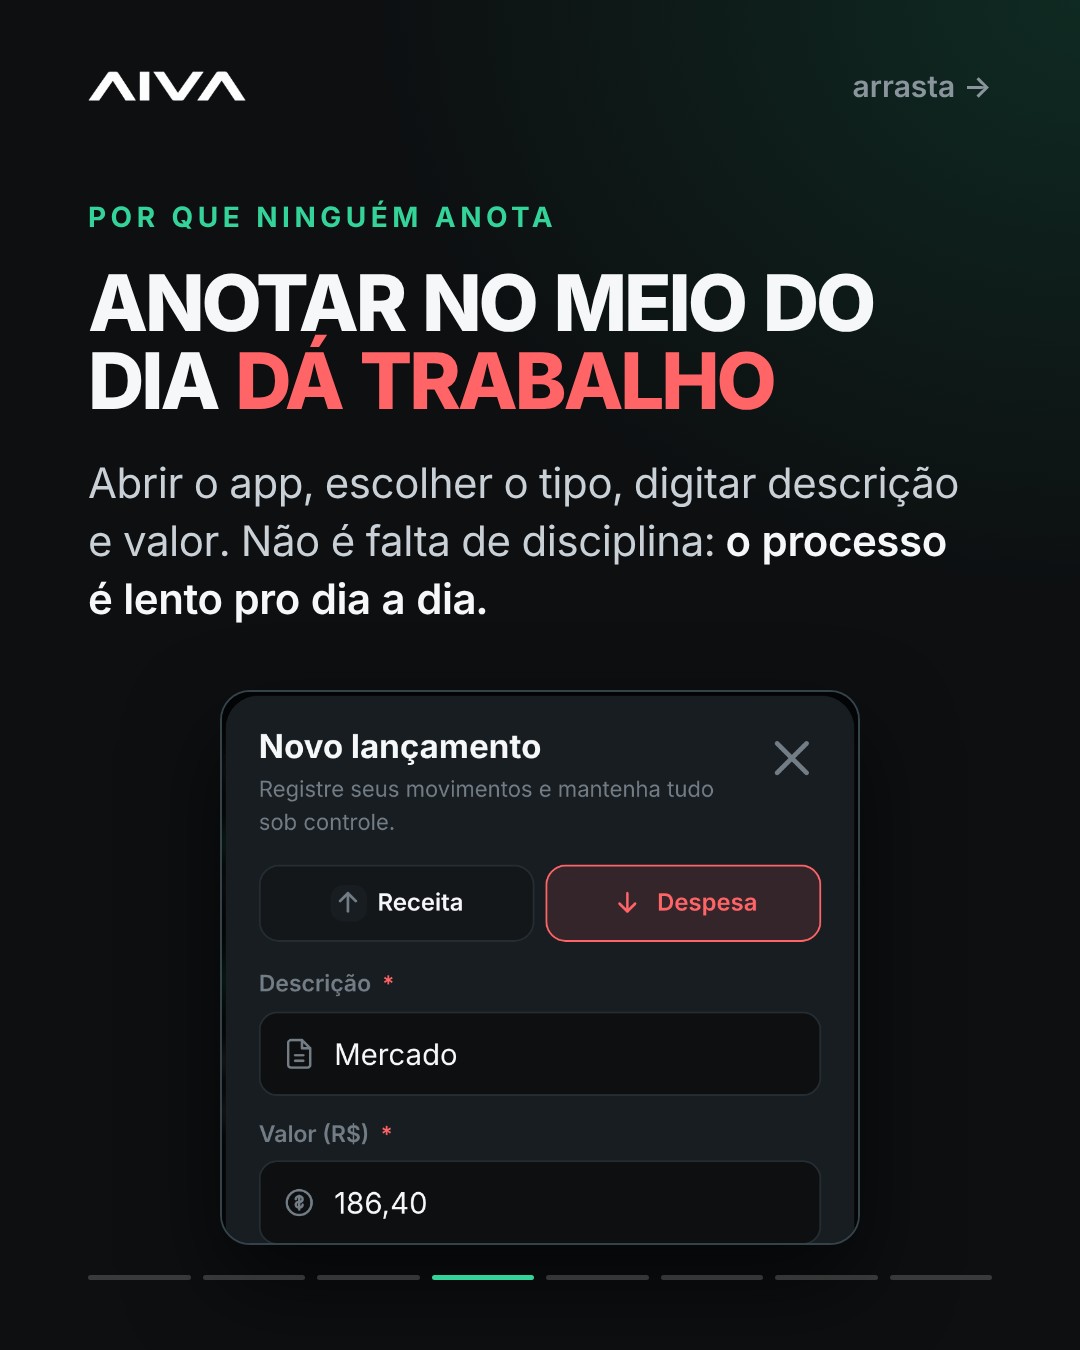 AIVA
arrasta →
POR QUE NINGUÉM ANOTA
ANOTAR NO MEIO DO
DIA DÁ TRABALHO
Abrir o app, escolher o tipo, digitar descrição
e valor. Não é falta de disciplina: o processo
é lento pro dia a dia.
Novo lançamento
Registre seus movimentos e mantenha tudo
sob controle.
Receita
Despesa
Descrição *
Mercado
Valor (R$) *
186,40